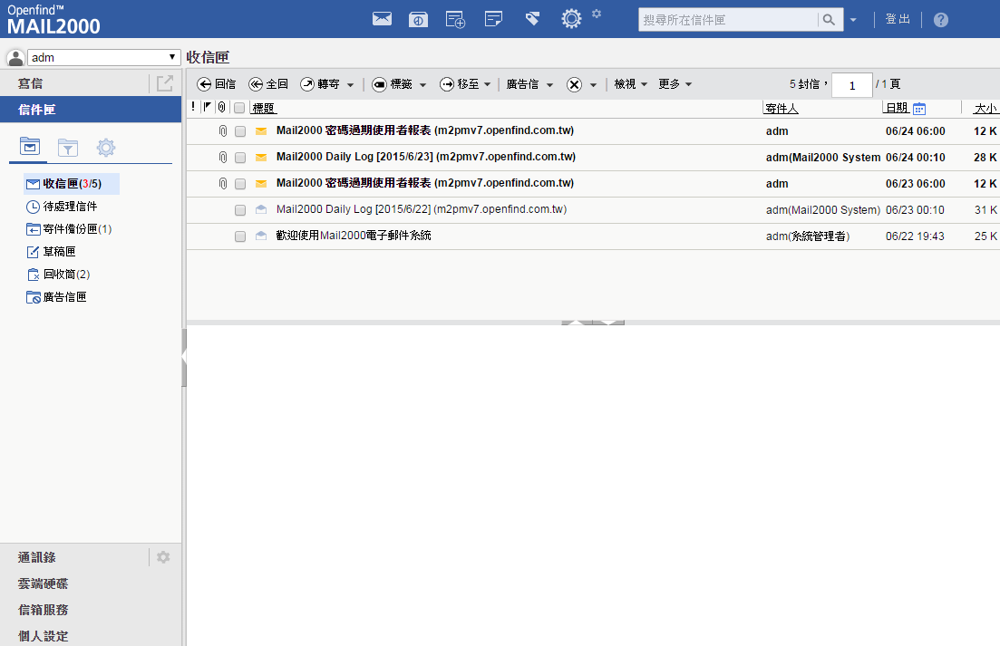 Openfind™
MAIL2000
搜尋所在信件匣
登出
?
adm
收信匣
寫信
信件匣
收信匣(3/5)
待處理信件
寄件備份匣(1)
草稿匣
回收筒(2)
廣告信匣
通訊錄
雲端硬碟
信箱服務
個人設定
回信 全回 轉寄 標籤 移至 廣告信 檢視 更多 5 封信， 1 / 1 頁
! 標題 寄件人 日期 大小
Mail2000 密碼過期使用者報表 (m2pmv7.openfind.com.tw) adm 06/24 06:00 12 K
Mail2000 Daily Log [2015/6/23] (m2pmv7.openfind.com.tw) adm(Mail2000 System 06/24 00:10 28 K
Mail2000 密碼過期使用者報表 (m2pmv7.openfind.com.tw) adm 06/23 06:00 12 K
Mail2000 Daily Log [2015/6/22] (m2pmv7.openfind.com.tw) adm(Mail2000 System) 06/23 00:10 31 K
歡迎使用Mail2000電子郵件系統 adm(系統管理者) 06/22 19:43 25 K